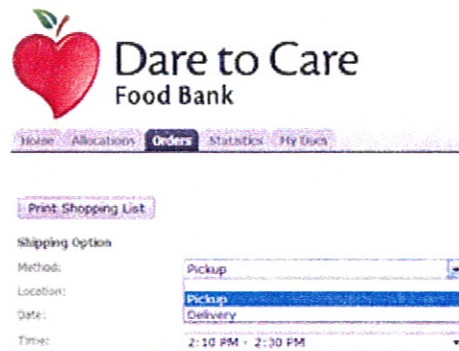 Dare to Care
Food Bank
Home Allocations Orders Statistics My Docs
Print Shopping List
Shipping Option
Method: Pickup
Location:
Pickup
Date: Delivery
Time: 2:10 PM - 2:30 PM